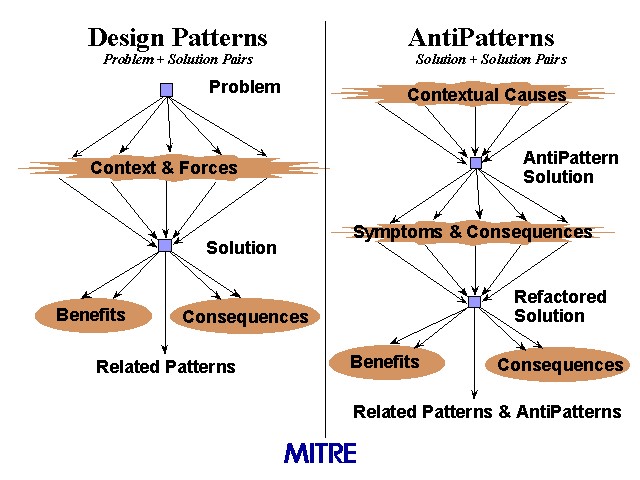 Design Patterns
Problem + Solution Pairs
Problem
Context & Forces
Solution
Benefits
Consequences
Related Patterns
AntiPatterns
Solution + Solution Pairs
Contextual Causes
AntiPattern
Solution
Symptoms & Consequences
Refactored
Solution
Benefits
Consequences
Related Patterns & AntiPatterns
MITRE